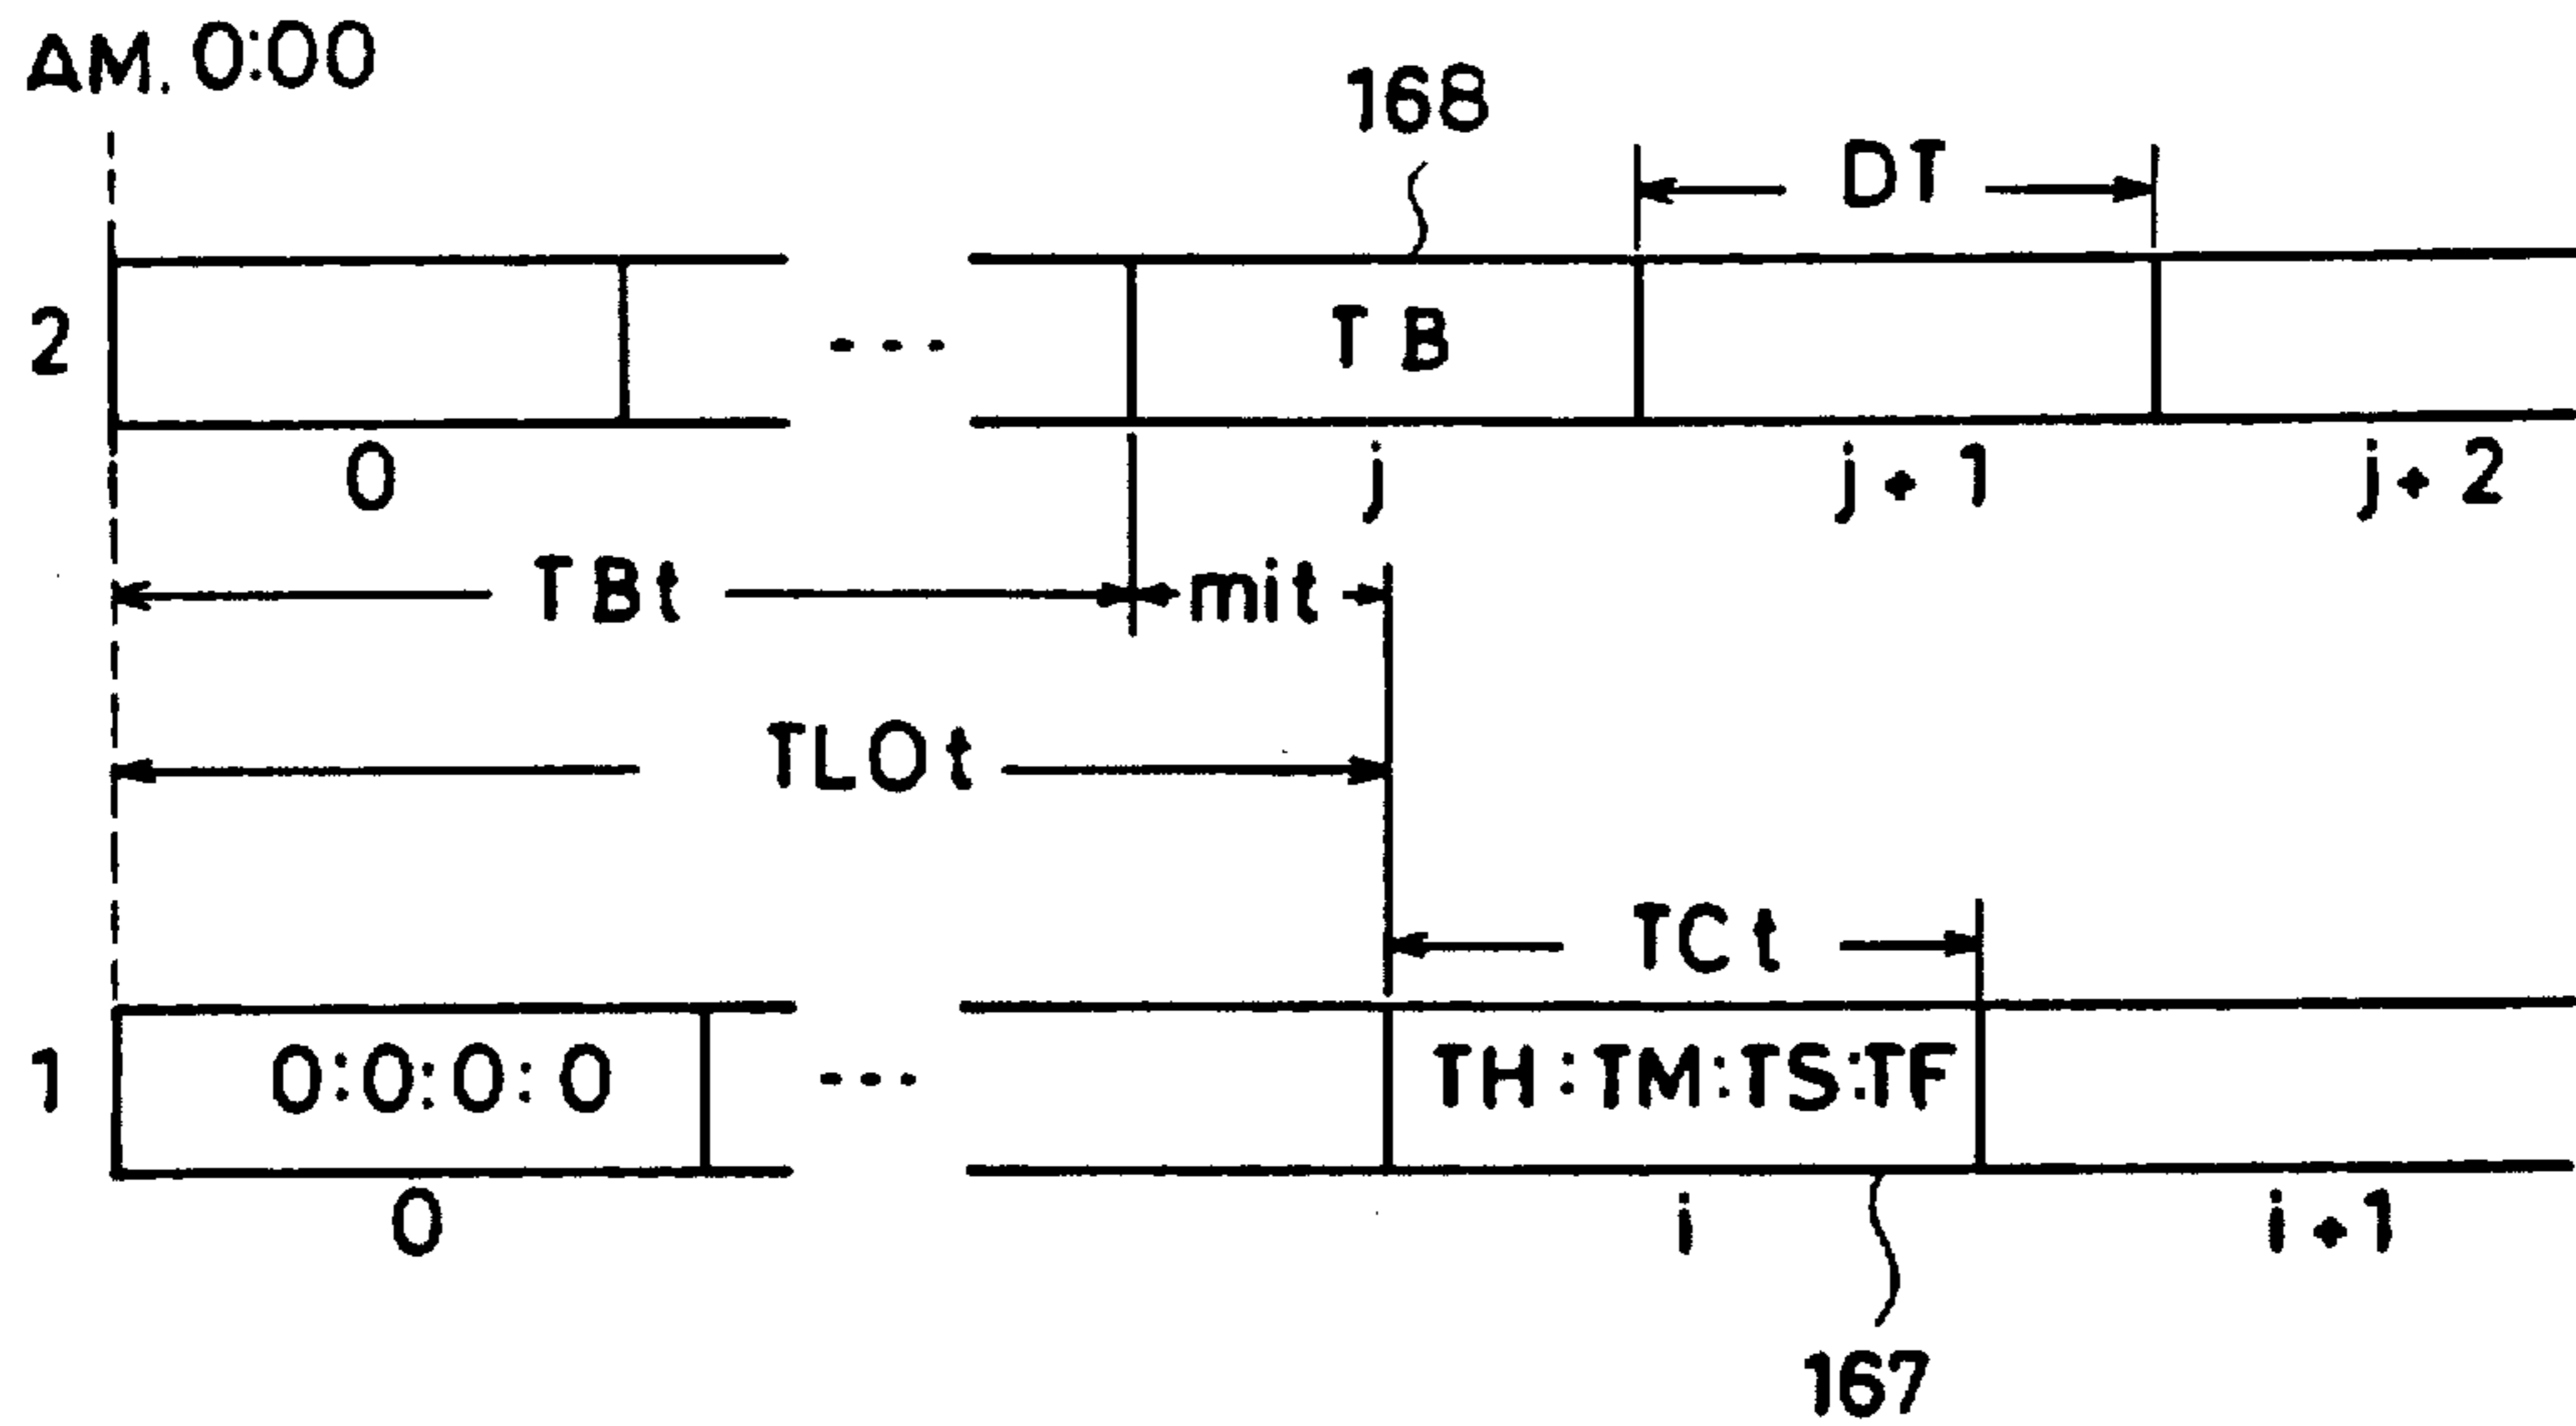 AM. 0:00
168
DT
2
TB
0
j
j+1
j+2
TBt
mit
TLOt
TCt
1
0:0:0:0
TH:TM:TS:TF
0
i
i+1
167